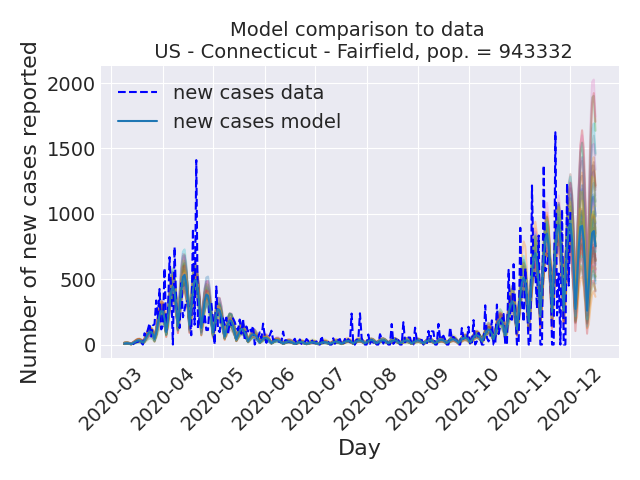 Model comparison to data
US - Connecticut - Fairfield, pop. = 943332
Number of new cases reported
2000
1500
1000
500
0
new cases data
new cases model
2020-03
2020-04
2020-05
2020-06
2020-07
2020-08
2020-09
2020-10
2020-11
2020-12
Day